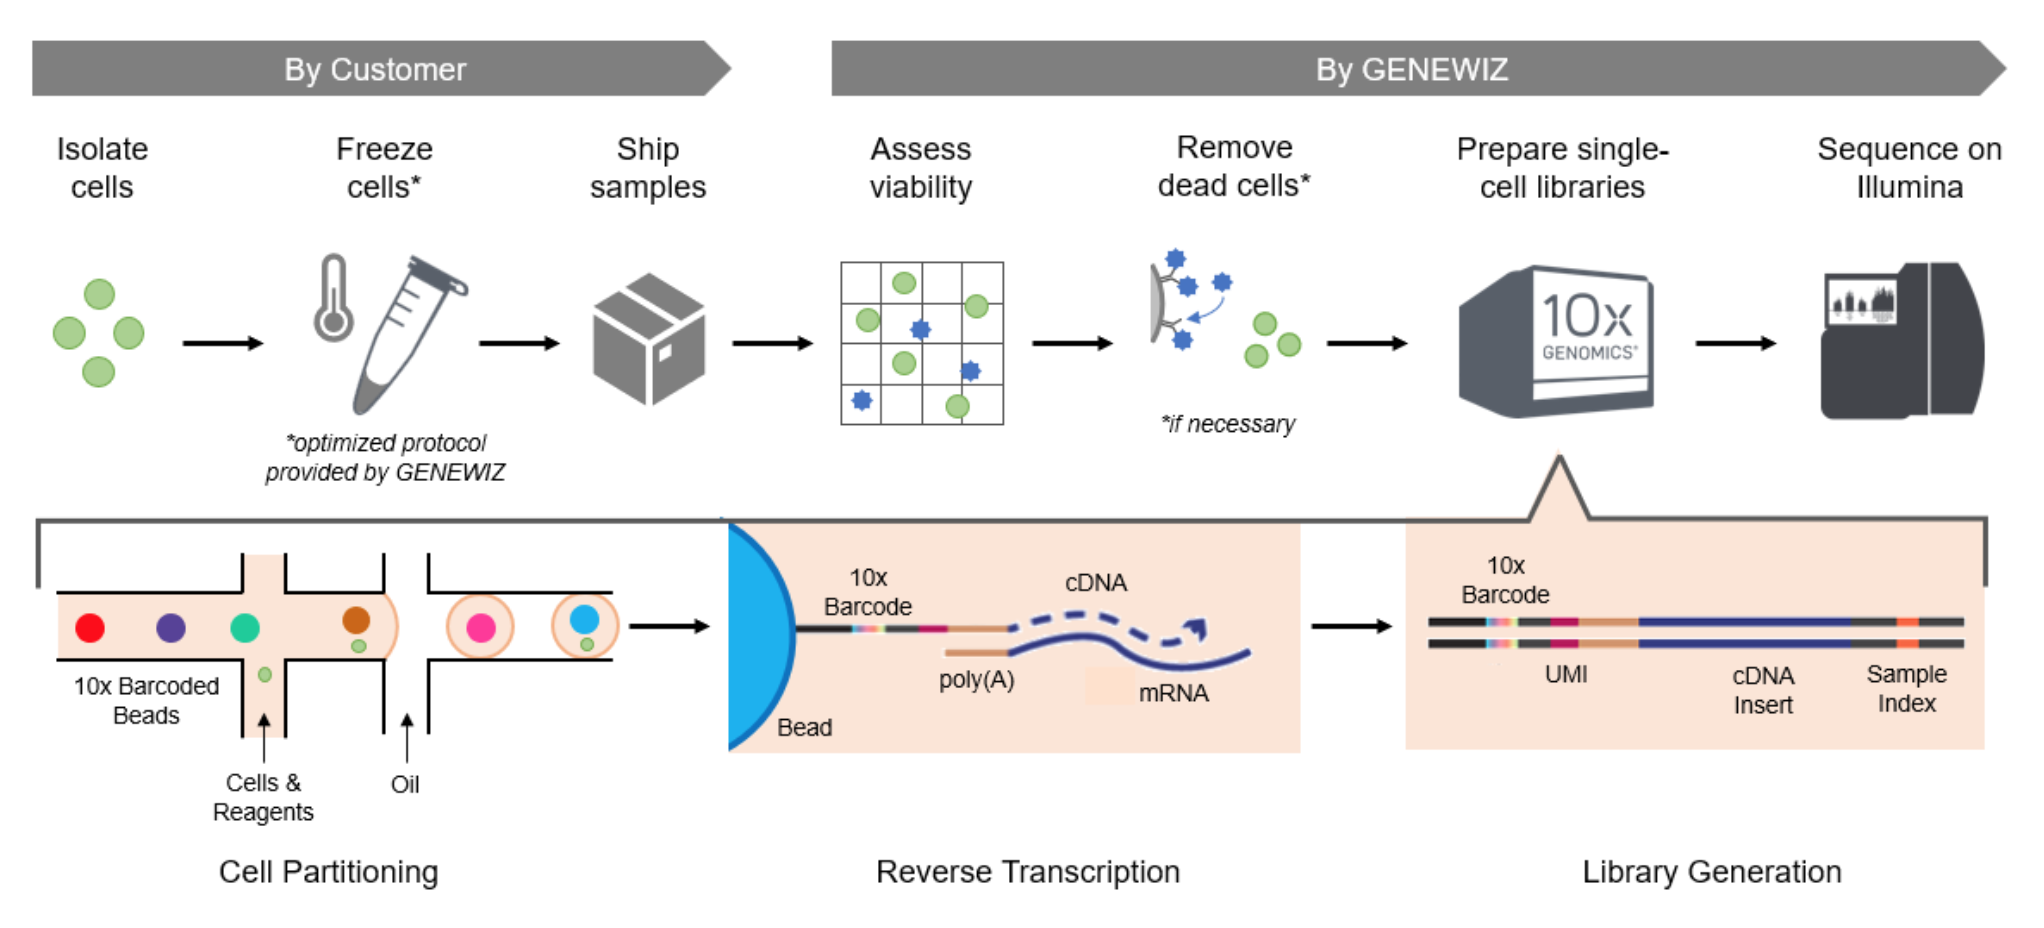 By Customer
By GENEWIZ
Isolate
cells
Freeze
cells*
Ship
samples
Assess
viability
Remove
dead cells*
Prepare single-
cell libraries
Sequence on
Illumina
10x
GENOMICS*
*optimized protocol
provided by GENEWIZ
*if necessary
10x Barcoded
Beads
Cells &
Reagents
Oil
Cell Partitioning
10x
Barcode
cDNA
poly(A)
mRNA
Bead
Reverse Transcription
10x
Barcode
UMI
cDNA
Insert
Sample
Index
Library Generation